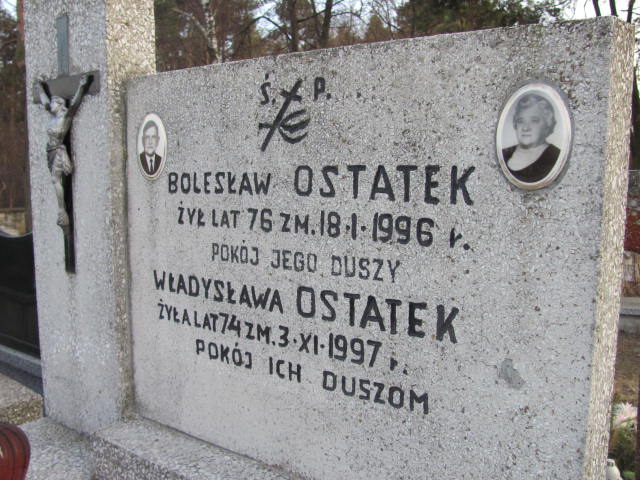 Ś. P.
BOLESŁAW OSTATEK
ŻYŁ LAT 76 ZM. 18·I·1996 r.
POKÓJ JEGO DUSZY
WŁADYSŁAWA OSTATEK
ŻYŁA LAT 74 ZM. 3·XI·1997 r.
POKÓJ ICH DUSZOM